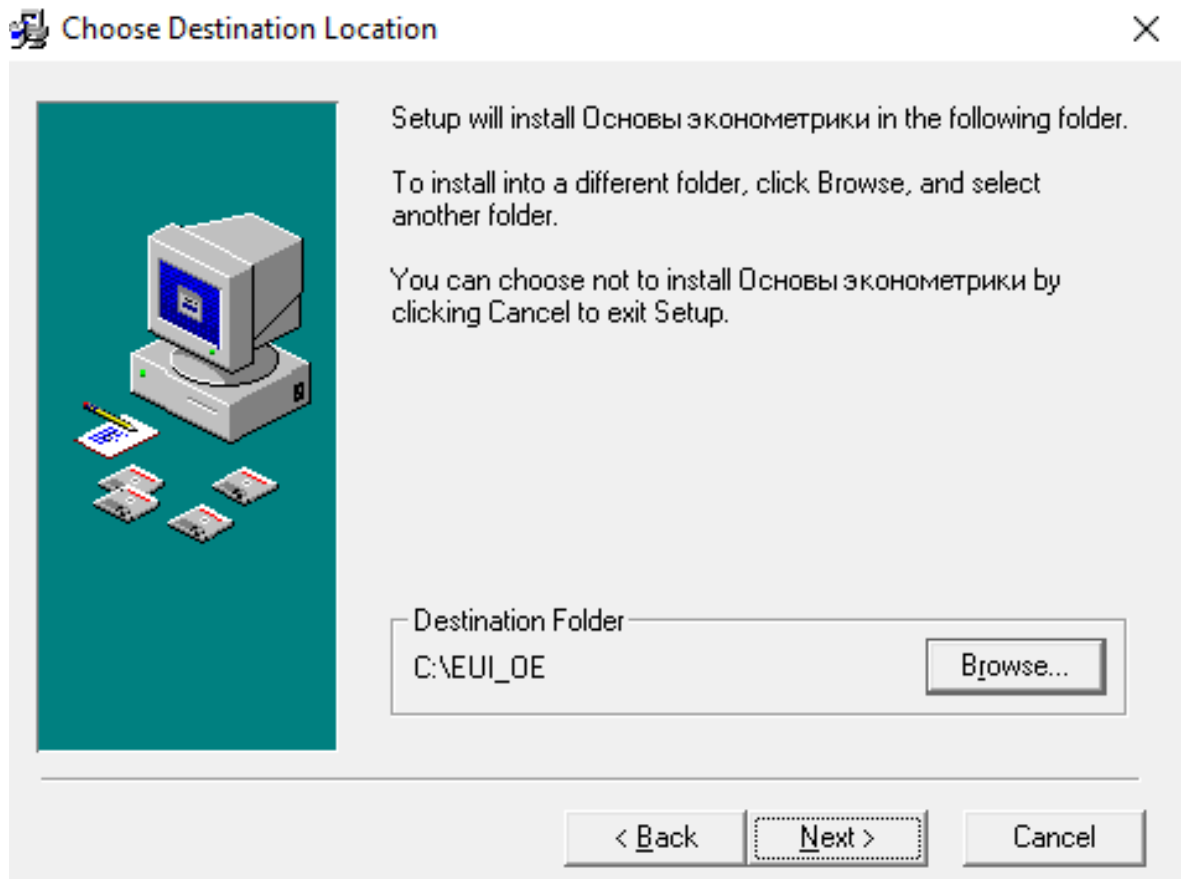 Choose Destination Location
Setup will install Основы эконометрики in the following folder.
To install into a different folder, click Browse, and select
another folder.
You can choose not to install Основы эконометрики by
clicking Cancel to exit Setup.
Destination Folder
C:\EUI_OE
Browse...
< Back
Next >
Cancel